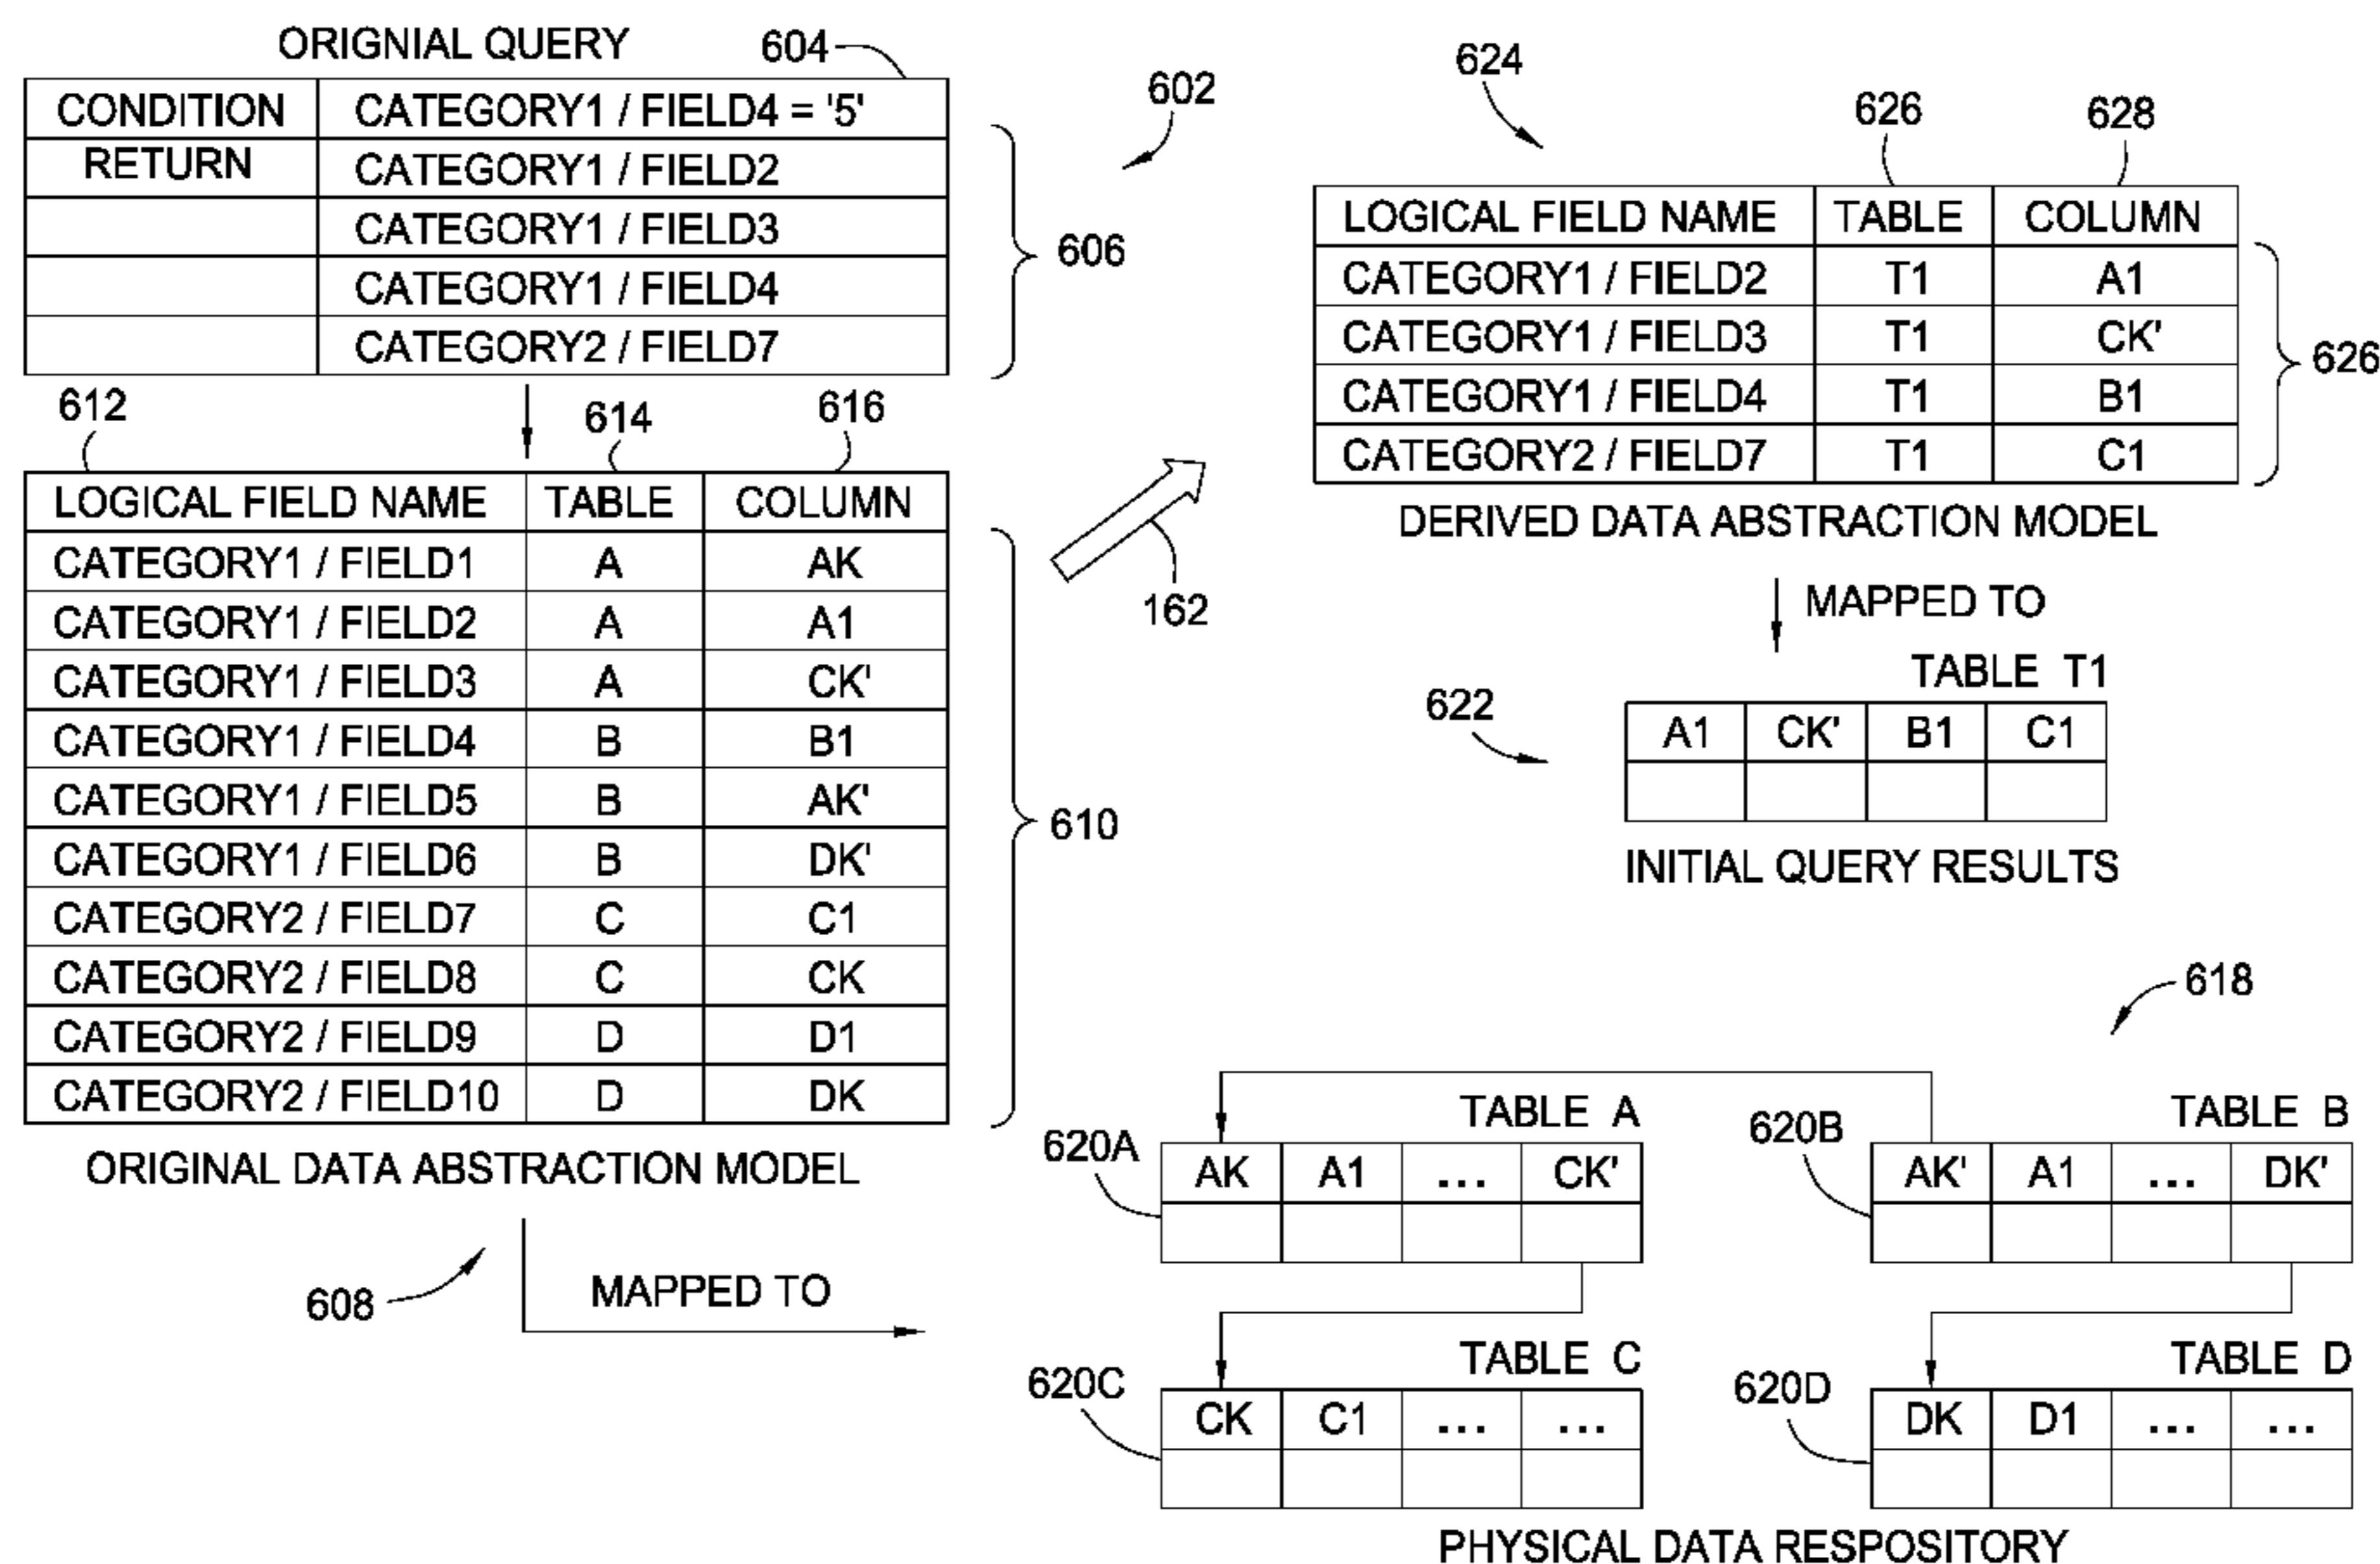 ORIGNIAL QUERY
604
CONDITION CATEGORY1 / FIELD4 = '5'
RETURN CATEGORY1 / FIELD2
CATEGORY1 / FIELD3
CATEGORY1 / FIELD4
CATEGORY2 / FIELD7
602
606
612
614
616
LOGICAL FIELD NAME TABLE COLUMN
CATEGORY1 / FIELD1 A AK
CATEGORY1 / FIELD2 A A1
CATEGORY1 / FIELD3 A CK'
CATEGORY1 / FIELD4 B B1
CATEGORY1 / FIELD5 B AK'
CATEGORY1 / FIELD6 B DK'
CATEGORY2 / FIELD7 C C1
CATEGORY2 / FIELD8 C CK
CATEGORY2 / FIELD9 D D1
CATEGORY2 / FIELD10 D DK
610
ORIGINAL DATA ABSTRACTION MODEL
608
MAPPED TO
162
624
626
628
LOGICAL FIELD NAME TABLE COLUMN
CATEGORY1 / FIELD2 T1 A1
CATEGORY1 / FIELD3 T1 CK'
CATEGORY1 / FIELD4 T1 B1
CATEGORY2 / FIELD7 T1 C1
626
DERIVED DATA ABSTRACTION MODEL
MAPPED TO
TABLE T1
622
A1 CK' B1 C1
INITIAL QUERY RESULTS
618
TABLE A
620A
AK A1 ... CK'
TABLE B
620B
AK' A1 ... DK'
TABLE C
620C
CK C1 ... ...
TABLE D
620D
DK D1 ... ...
PHYSICAL DATA RESPOSITORY